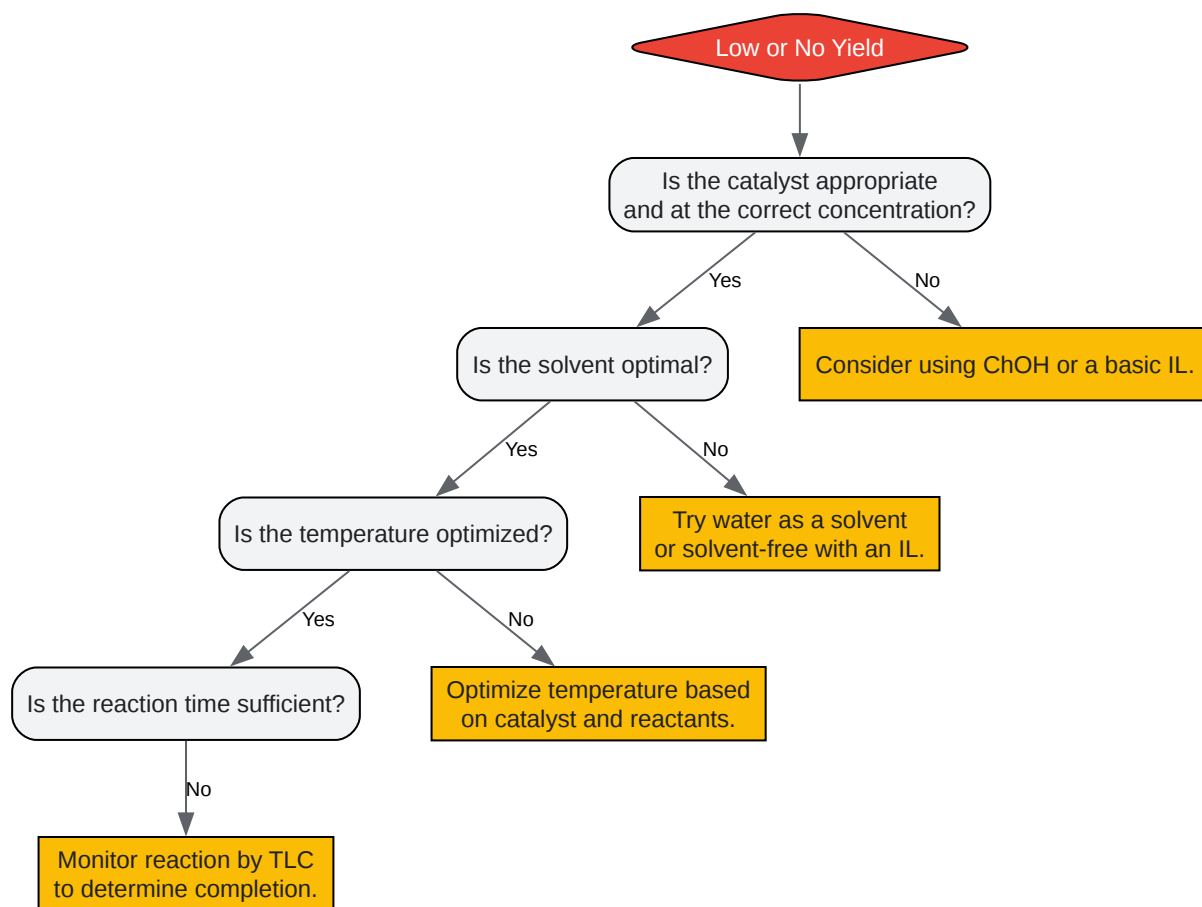 Low or No Yield
Is the catalyst appropriate
and at the correct concentration?
Yes
No
Is the solvent optimal?
Consider using ChOH or a basic IL.
Yes
No
Is the temperature optimized?
Try water as a solvent
or solvent-free with an IL.
Yes
No
Is the reaction time sufficient?
Optimize temperature based
on catalyst and reactants.
No
Monitor reaction by TLC
to determine completion.